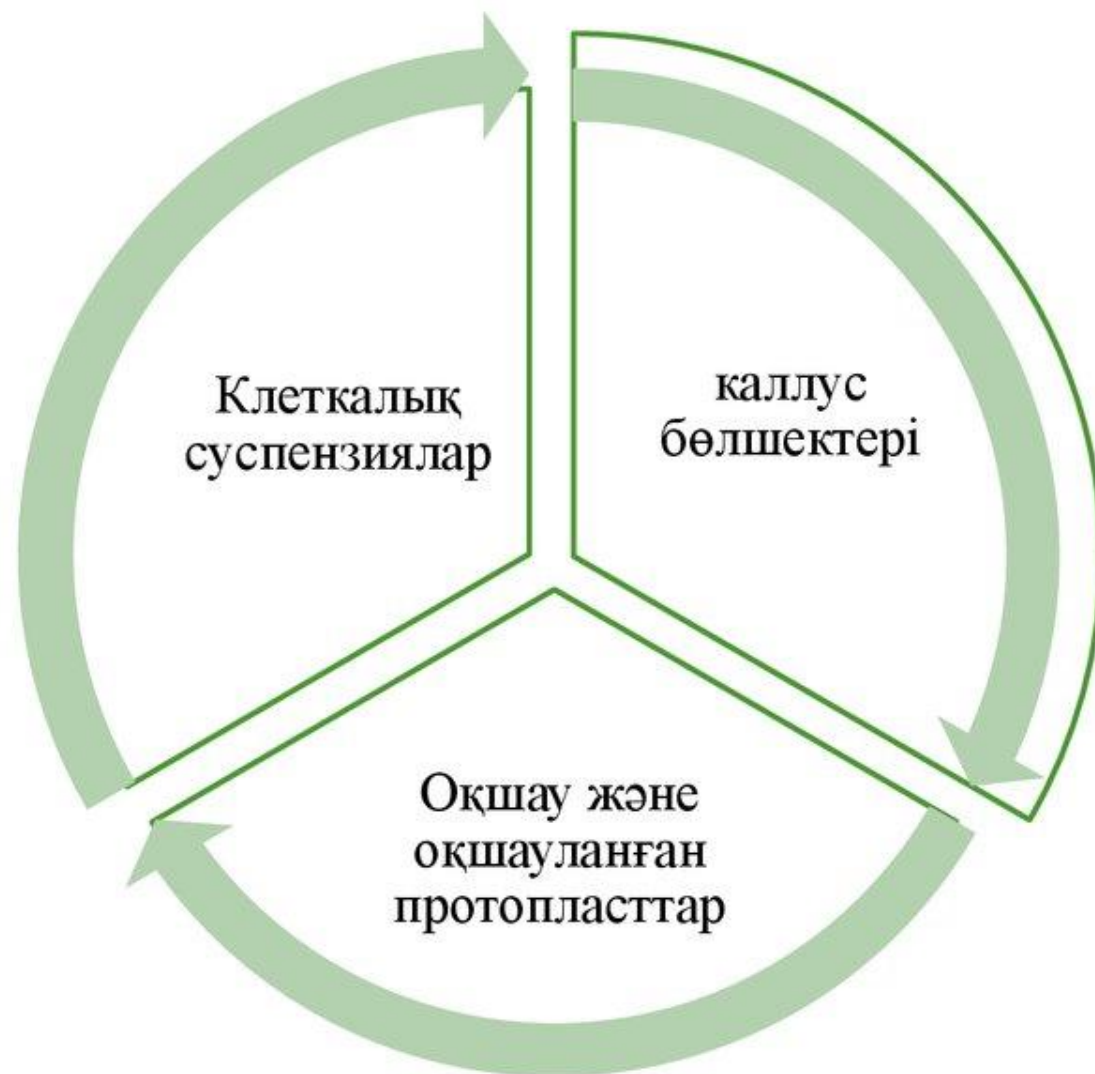 Клеткалық
суспензиялар
каллус
бөлшектері
Оқшау және
оқшауланған
протопласттар